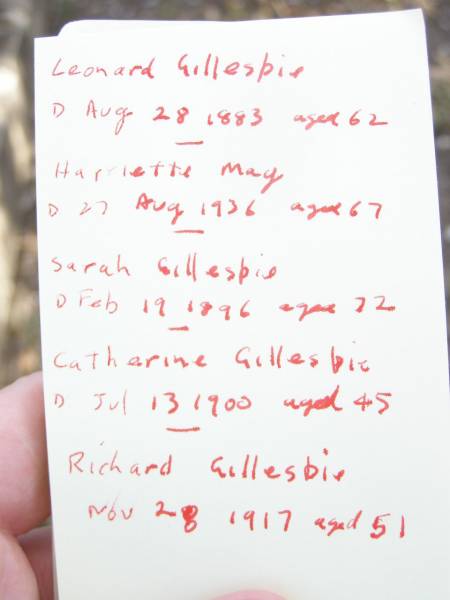 Leonard Gillespie
D Aug 28 1883 aged 62
Harriette May
D 27 Aug 1936 aged 67
Sarah Gillespie
D Feb 19 1896 aged 72
Catherine Gillespie
D Jul 13 1900 aged 45
Richard Gillespie
Nov 28 1917 aged 51